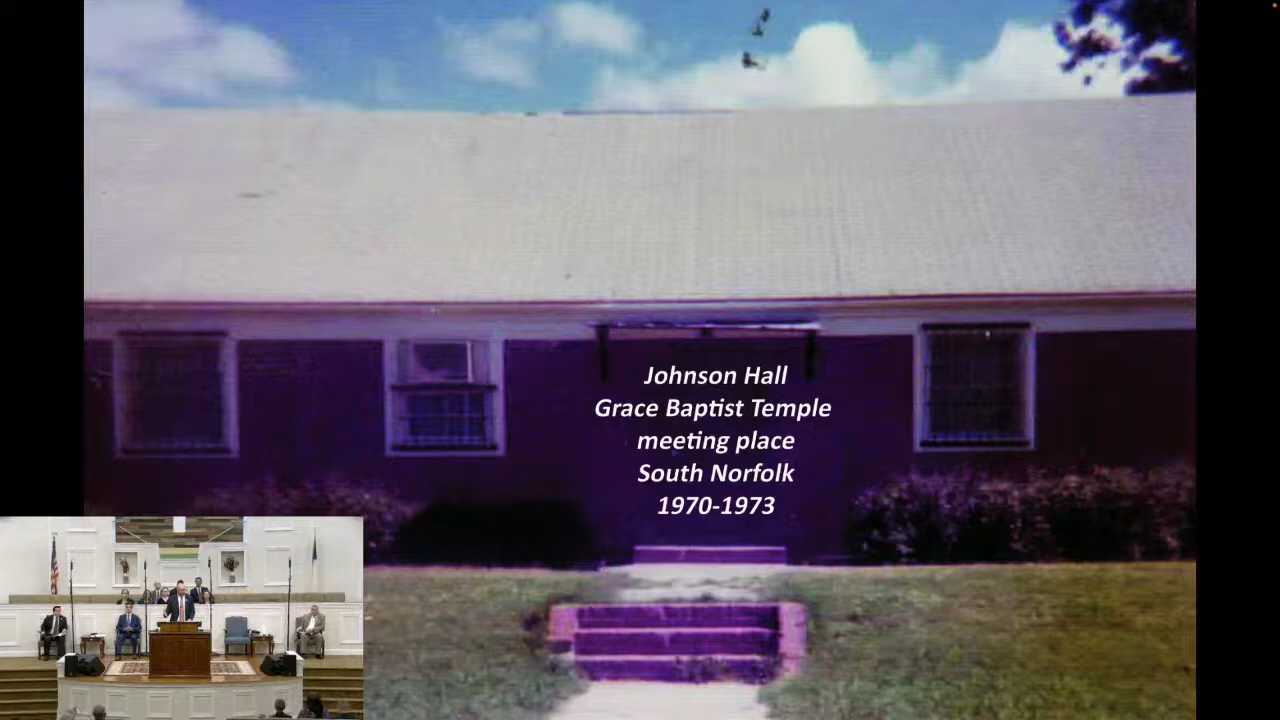 Johnson Hall
Grace Baptist Temple
meeting place
South Norfolk
1970-1973